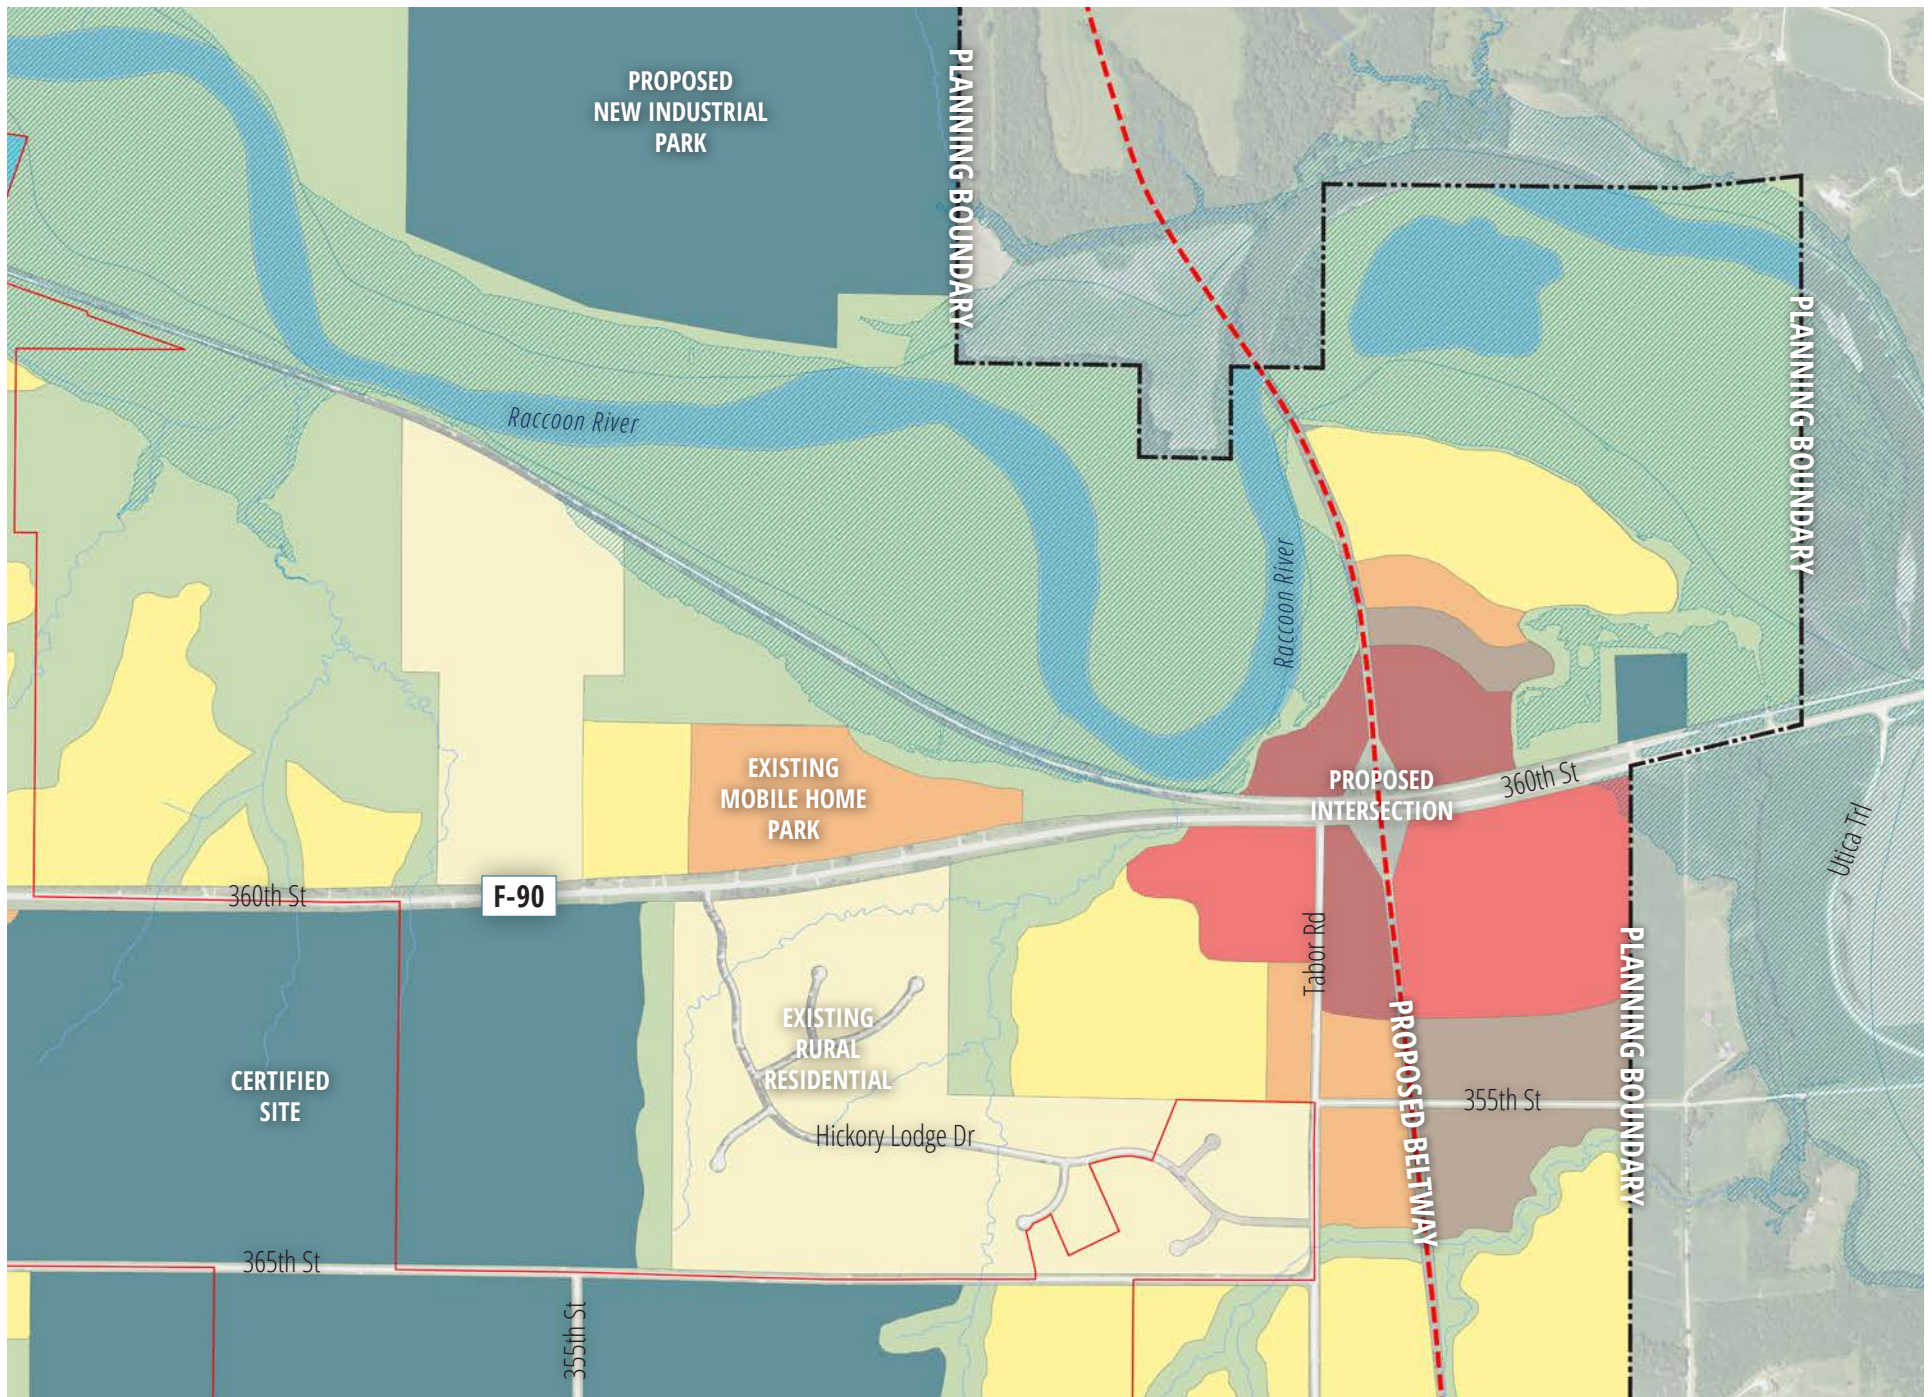 PROPOSED
NEW INDUSTRIAL
PARK
PLANNING BOUNDARY
PLANNING BOUNDARY
Raccoon River
Raccoon River
EXISTING
MOBILE HOME
PARK
PROPOSED
INTERSECTION
360th St
Utica Trl
360th St
F-90
Tabor Rd
PLANNING BOUNDARY
EXISTING
RURAL
RESIDENTIAL
PROPOSED BELTWAY
CERTIFIED
SITE
355th St
Hickory Lodge Dr
365th St
355th St